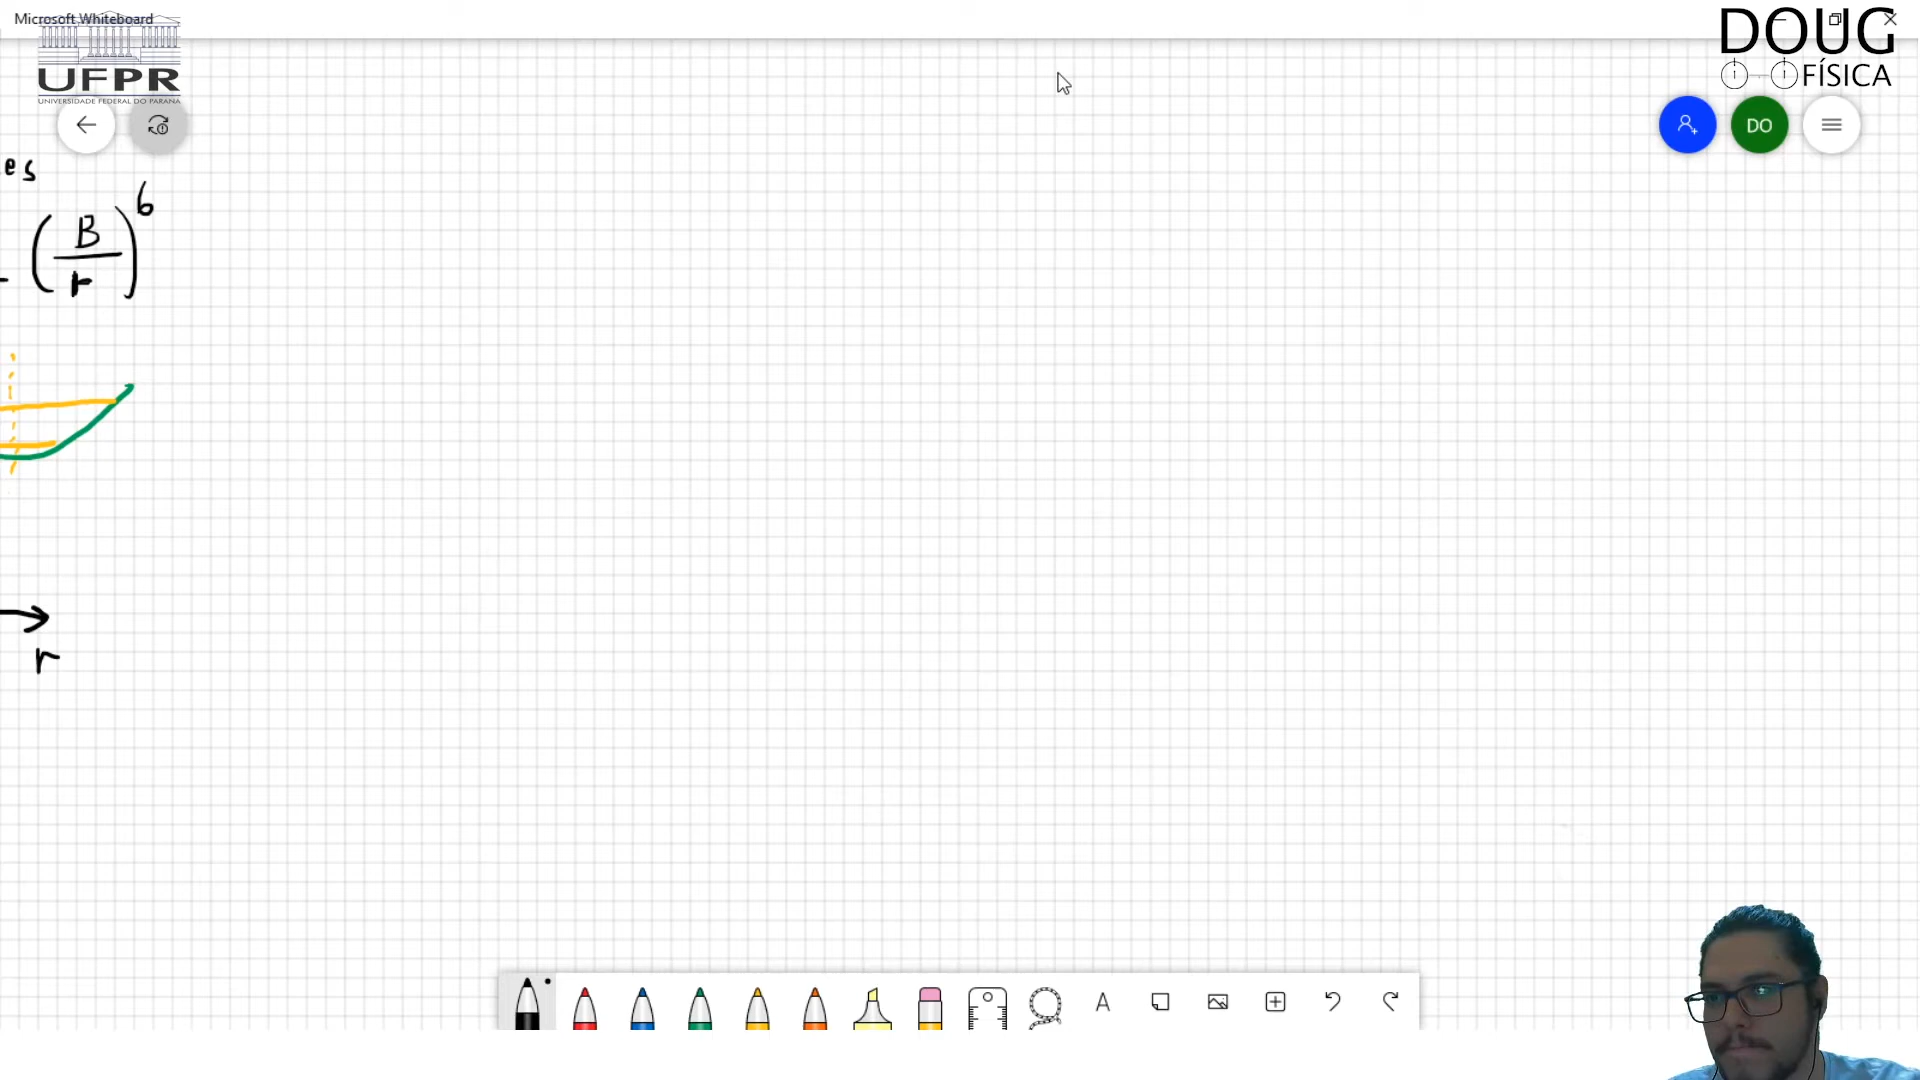 Microsoft Whiteboard
UFPR
UNIVERSIDADE FEDERAL DO PARANÁ
DOUG
FÍSICA
DO
es
- (B/r)^6
r
A